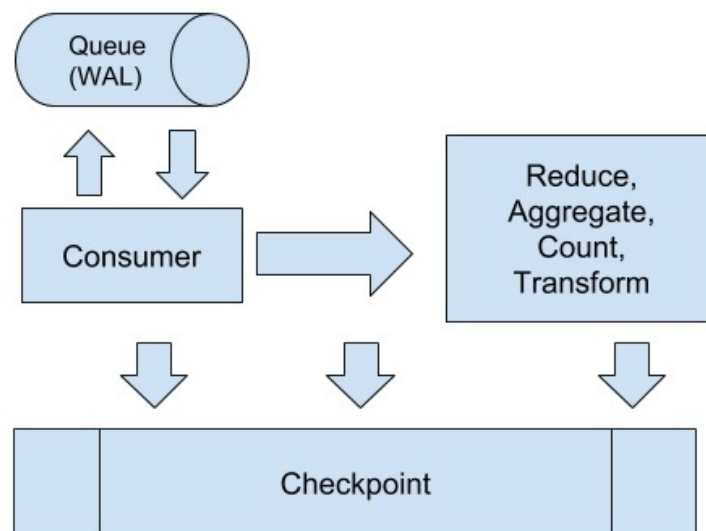 Queue
(WAL)
Consumer
Reduce,
Aggregate,
Count,
Transform
Checkpoint